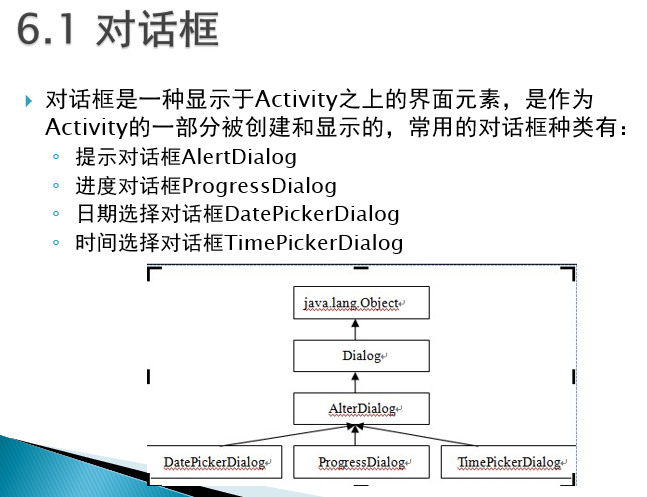 6.1 对话框
对话框是一种显示于Activity之上的界面元素，是作为
Activity的一部分被创建和显示的，常用的对话框种类有：
提示对话框AlertDialog
进度对话框ProgressDialog
日期选择对话框DatePickerDialog
时间选择对话框TimePickerDialog
java.lang.Object
Dialog
AlterDialog
DatePickerDialog ProgressDialog TimePickerDialog